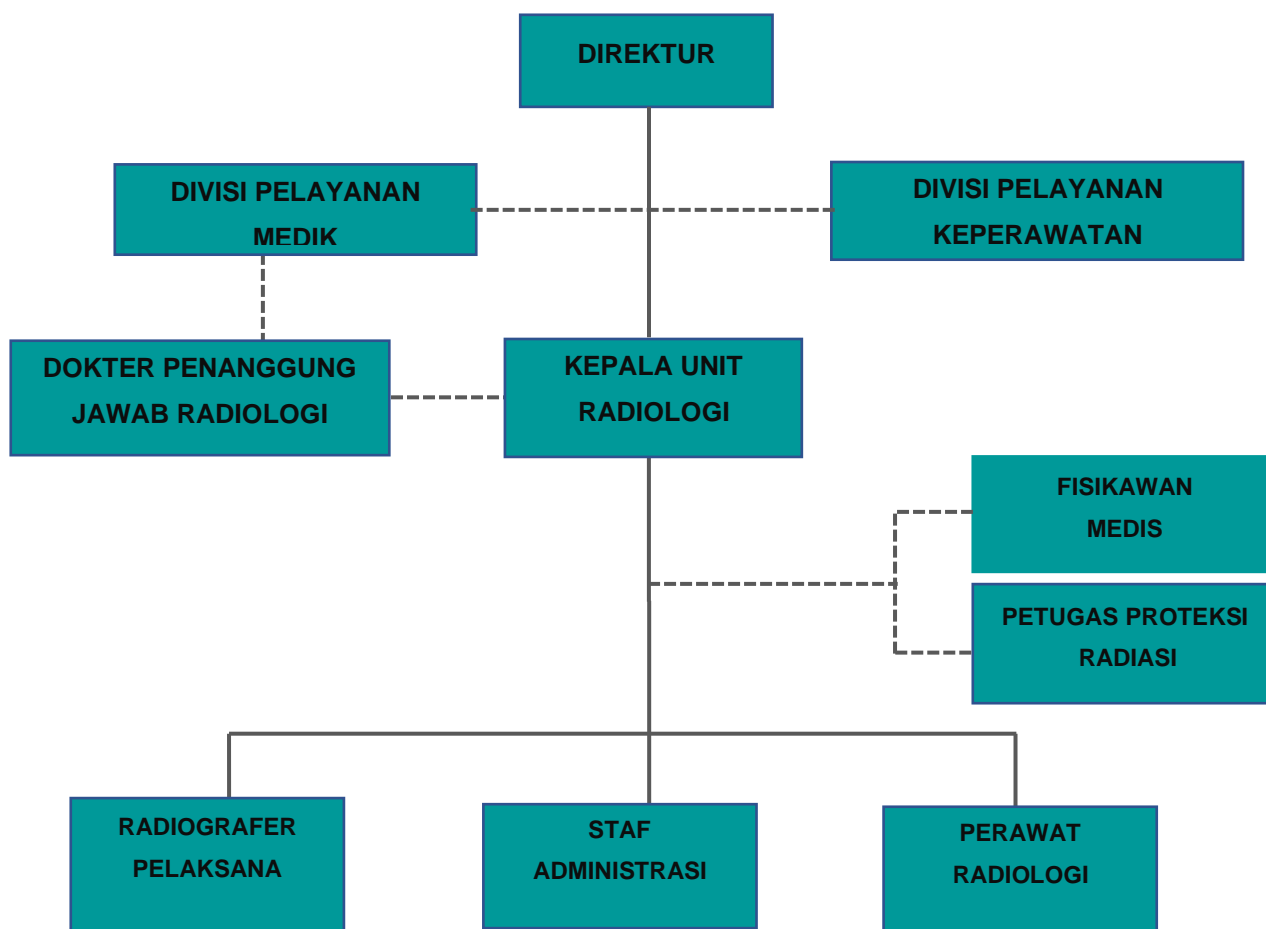 DIREKTUR
DIVISI PELAYANAN
MEDIK
DIVISI PELAYANAN
KEPERAWATAN
DOKTER PENANGGUNG
JAWAB RADIOLOGI
KEPALA UNIT
RADIOLOGI
FISIKAWAN
MEDIS
PETUGAS PROTEKSI
RADIASI
RADIOGRAFER
PELAKSANA
STAF
ADMINISTRASI
PERAWAT
RADIOLOGI